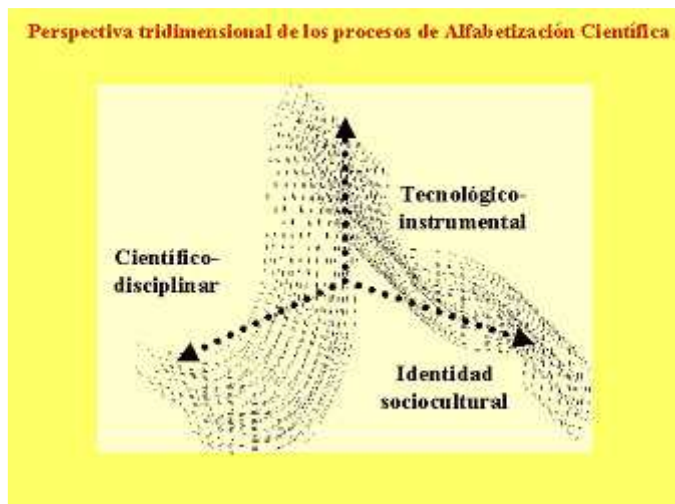 Perspectiva tridimensional de los procesos de Alfabetización Científica
Tecnológico-
instrumental
Científico-
disciplinar
Identidad
sociocultural